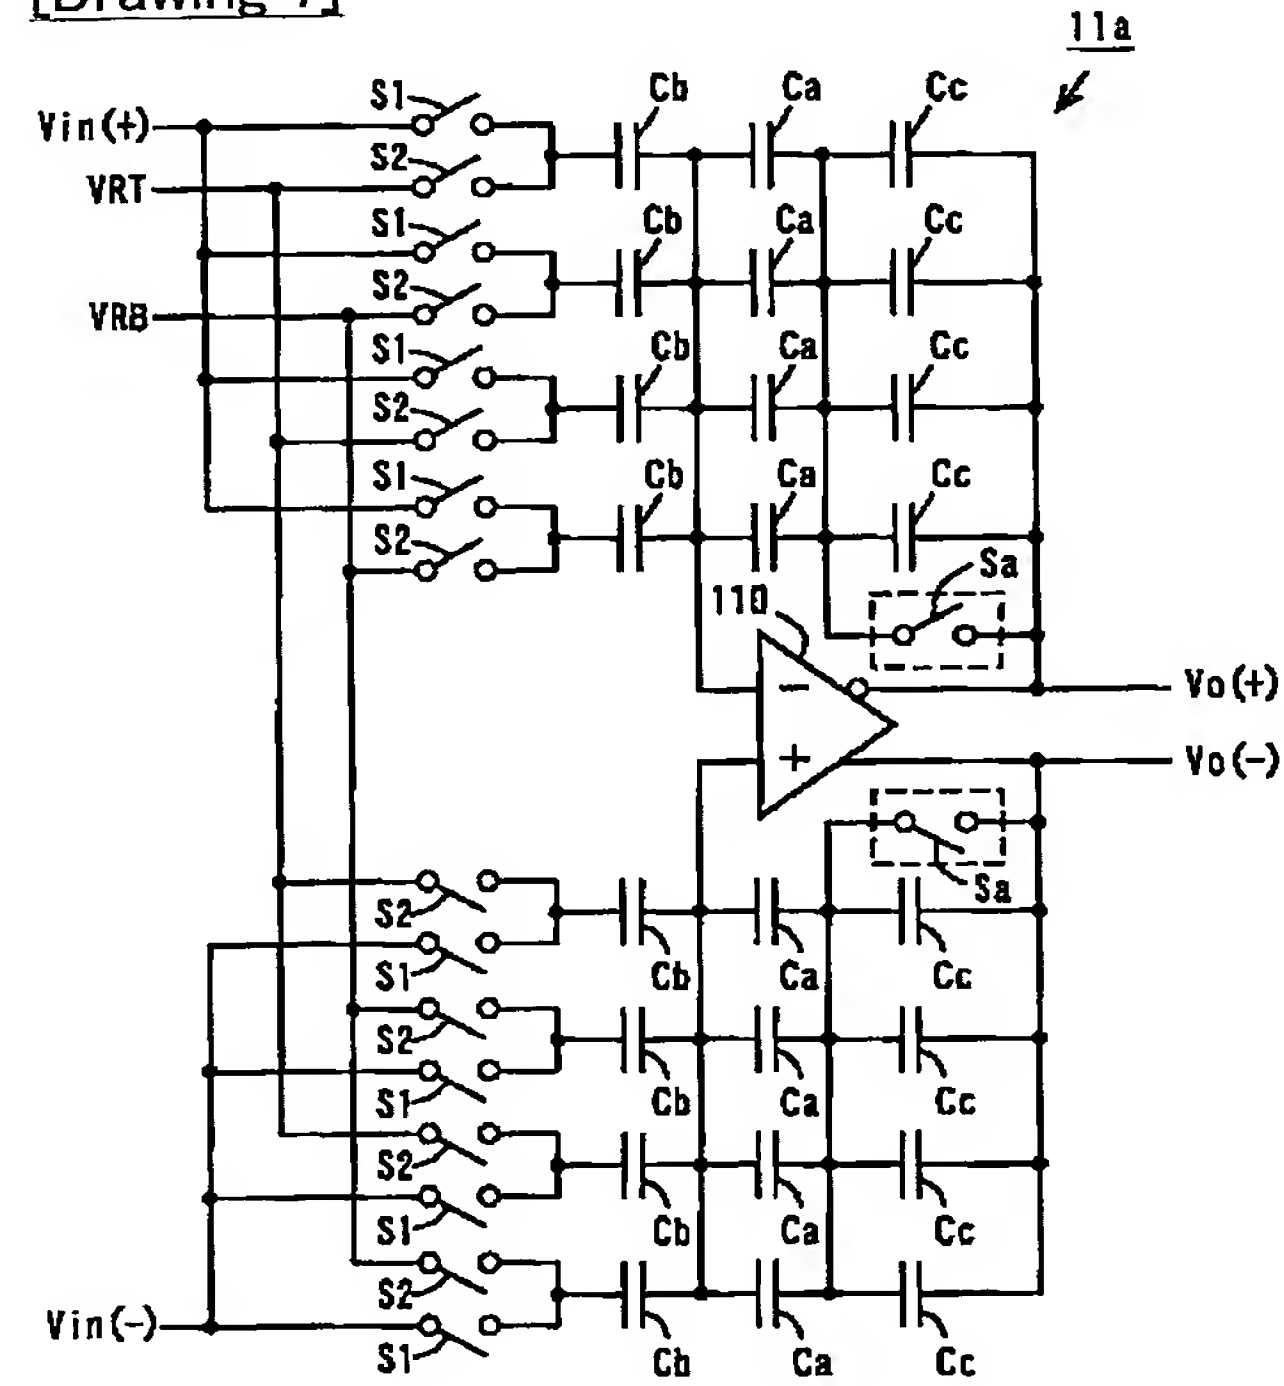 [Drawing 7]
11a
Cb Ca Cc
S1
Vin(+)
S2
VRT
S1 Cb Ca Cc
S2
VRB
S1 Cb Ca Cc
S2
S1 Cb Ca Cc
S2
Sa
110
−
Vo(+)
+
Vo(-)
Sa
S2
S1 Cb Ca Cc
S2
S1 Cb Ca Cc
S2
S1 Cb Ca Cc
S2
Vin(-)
S1 Cb Ca Cc